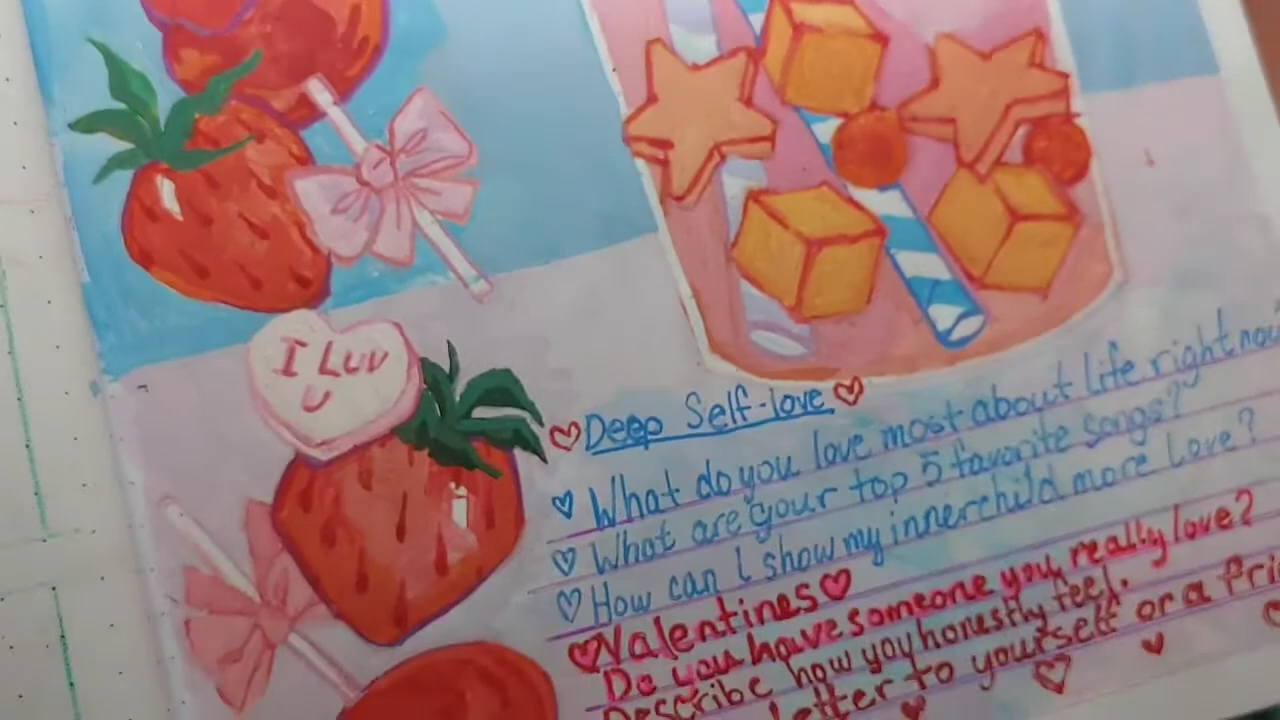 I Luv
U
Deep Self-love
What do you love most about life right now
What are your top 5 favorite songs?
How can I show my innerchild more Love?
Valentines
Do you have someone you really love?
Describe how you honestly feel.
letter to yourself or a fri